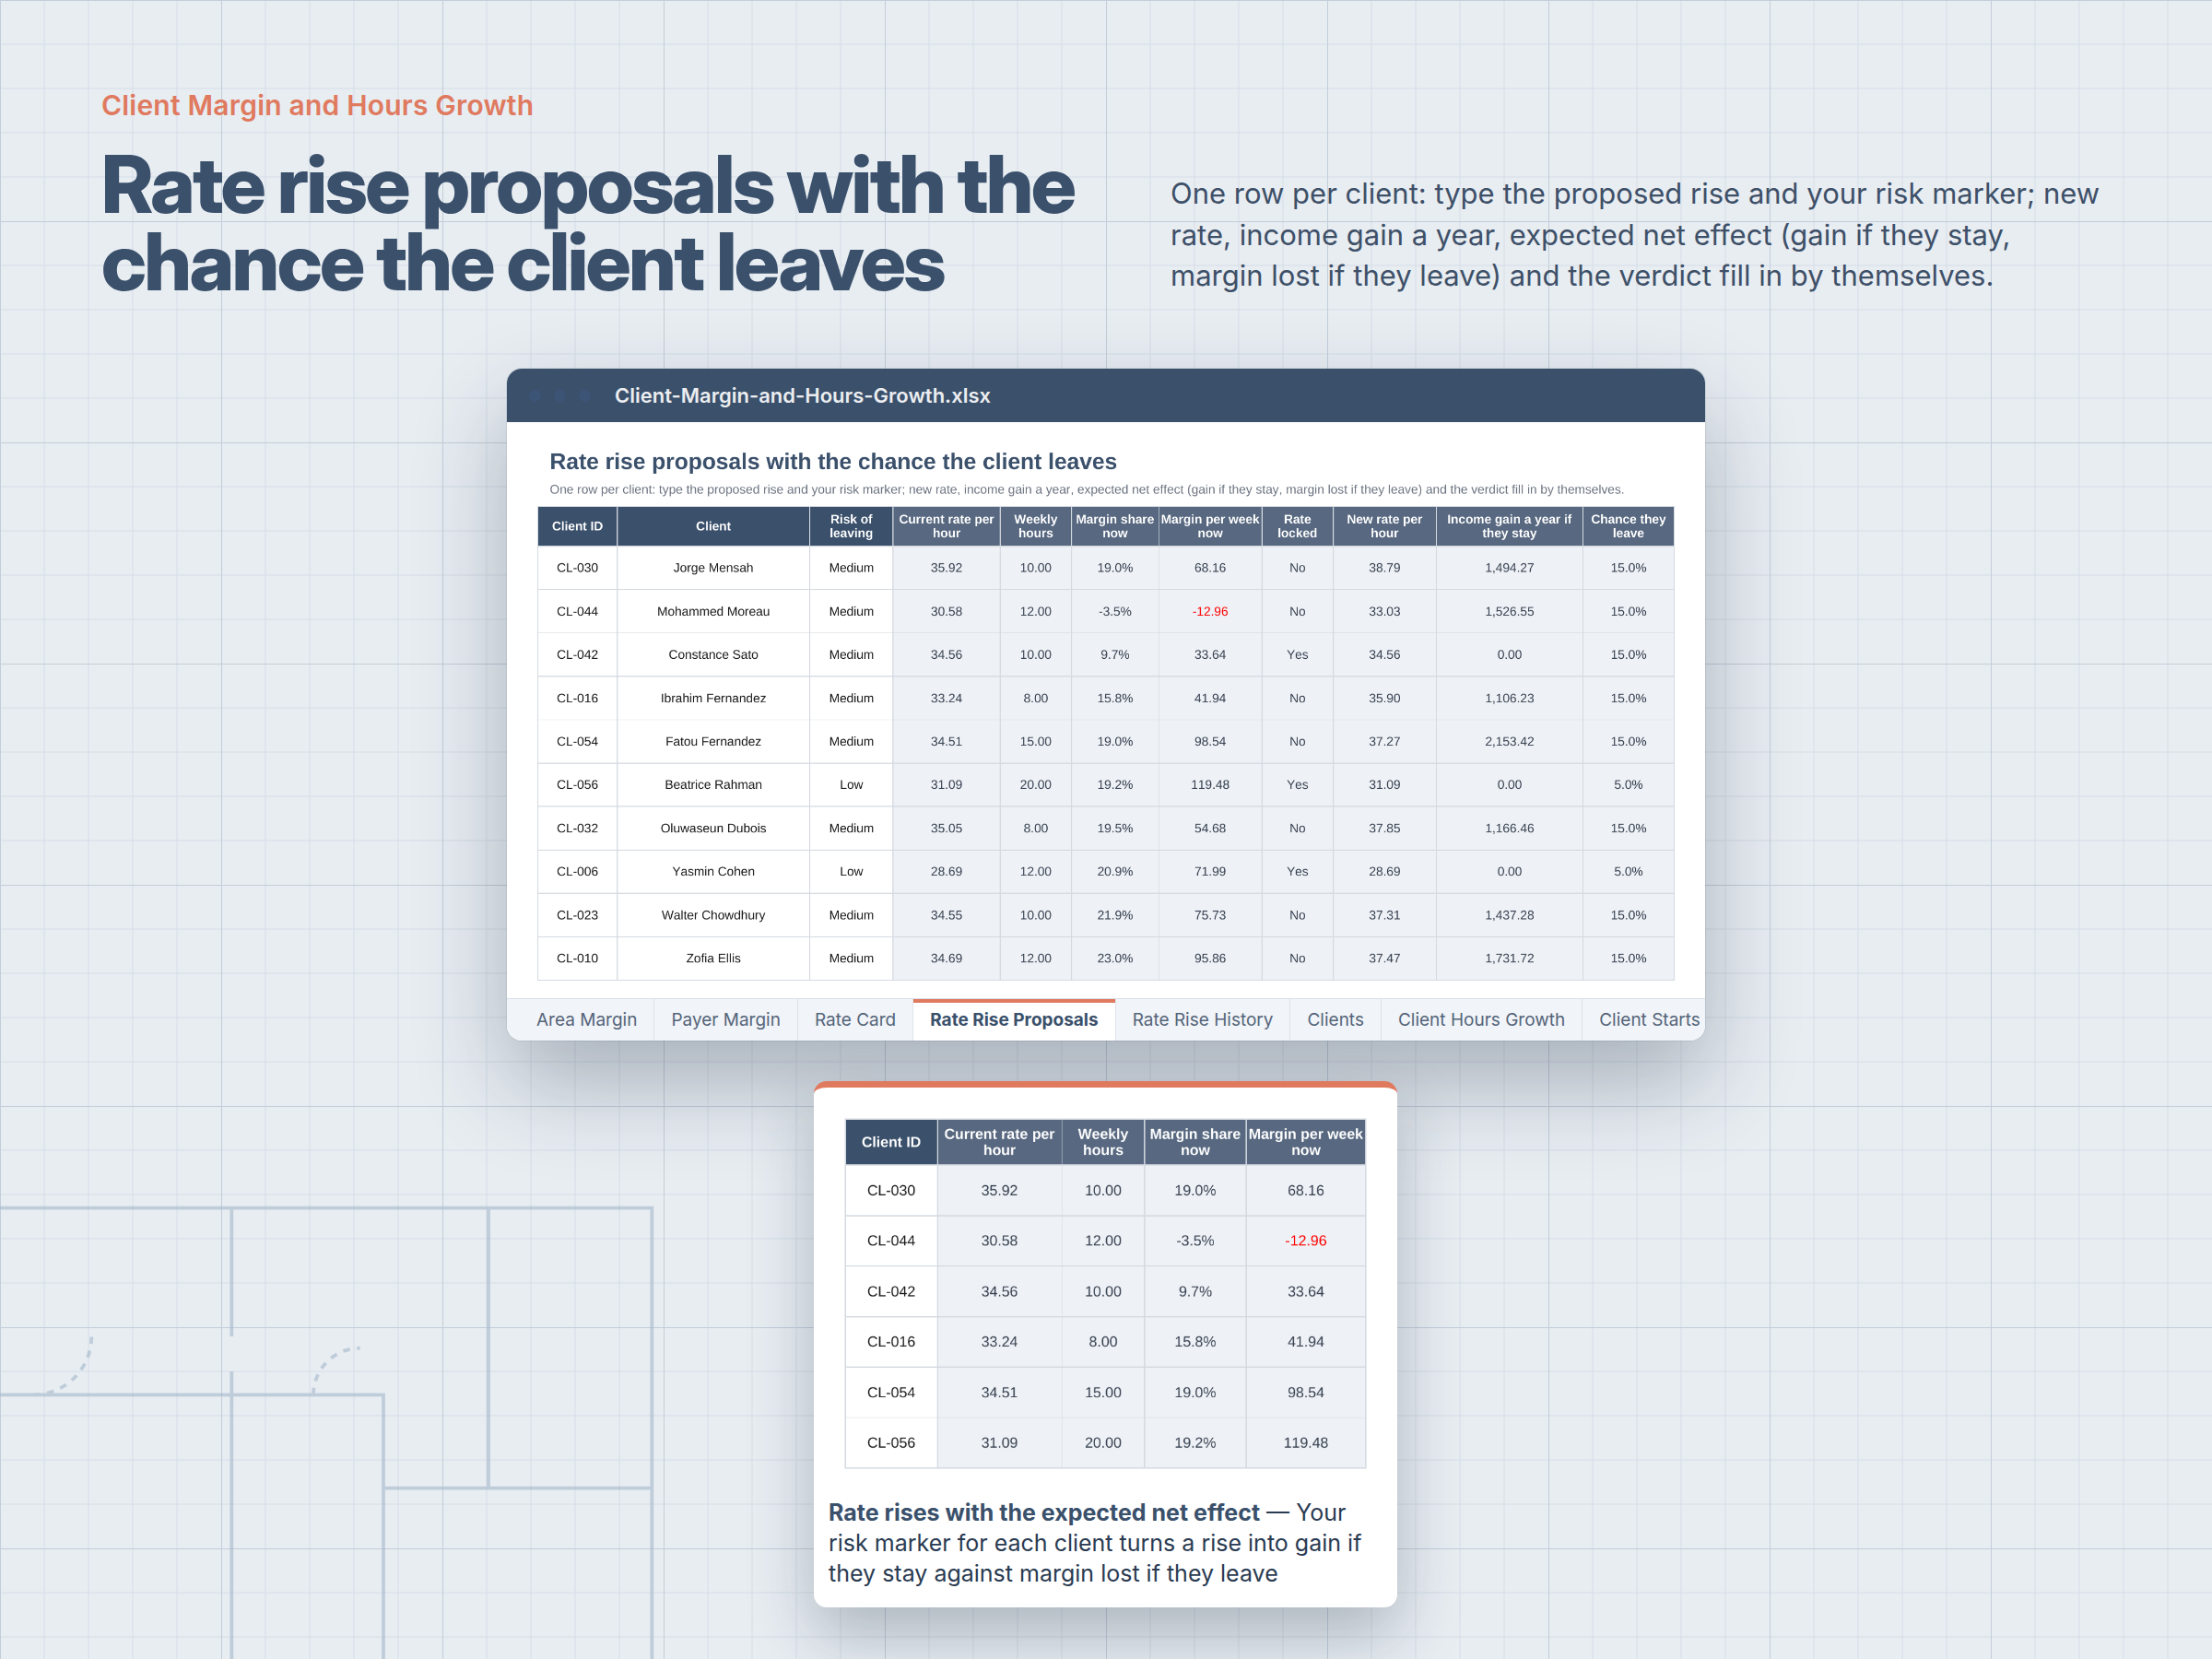 Client Margin and Hours Growth
Rate rise proposals with the
chance the client leaves
One row per client: type the proposed rise and your risk marker; new
rate, income gain a year, expected net effect (gain if they stay,
margin lost if they leave) and the verdict fill in by themselves.
Client-Margin-and-Hours-Growth.xlsx
Rate rise proposals with the chance the client leaves
One row per client: type the proposed rise and your risk marker; new rate, income gain a year, expected net effect (gain if they stay, margin lost if they leave) and the verdict fill in by themselves.
Client ID Client Risk of leaving Current rate per hour Weekly hours Margin share now Margin per week now Rate locked New rate per hour Income gain a year if they stay Chance they leave
CL-030 Jorge Mensah Medium 35.92 10.00 19.0% 68.16 No 38.79 1,494.27 15.0%
CL-044 Mohammed Moreau Medium 30.58 12.00 -3.5% -12.96 No 33.03 1,526.55 15.0%
CL-042 Constance Sato Medium 34.56 10.00 9.7% 33.64 Yes 34.56 0.00 15.0%
CL-016 Ibrahim Fernandez Medium 33.24 8.00 15.8% 41.94 No 35.90 1,106.23 15.0%
CL-054 Fatou Fernandez Medium 34.51 15.00 19.0% 98.54 No 37.27 2,153.42 15.0%
CL-056 Beatrice Rahman Low 31.09 20.00 19.2% 119.48 Yes 31.09 0.00 5.0%
CL-032 Oluwaseun Dubois Medium 35.05 8.00 19.5% 54.68 No 37.85 1,166.46 15.0%
CL-006 Yasmin Cohen Low 28.69 12.00 20.9% 71.99 Yes 28.69 0.00 5.0%
CL-023 Walter Chowdhury Medium 34.55 10.00 21.9% 75.73 No 37.31 1,437.28 15.0%
CL-010 Zofia Ellis Medium 34.69 12.00 23.0% 95.86 No 37.47 1,731.72 15.0%
Area Margin Payer Margin Rate Card Rate Rise Proposals Rate Rise History Clients Client Hours Growth Client Starts
Client ID Current rate per hour Weekly hours Margin share now Margin per week now
CL-030 35.92 10.00 19.0% 68.16
CL-044 30.58 12.00 -3.5% -12.96
CL-042 34.56 10.00 9.7% 33.64
CL-016 33.24 8.00 15.8% 41.94
CL-054 34.51 15.00 19.0% 98.54
CL-056 31.09 20.00 19.2% 119.48
Rate rises with the expected net effect — Your
risk marker for each client turns a rise into gain if
they stay against margin lost if they leave